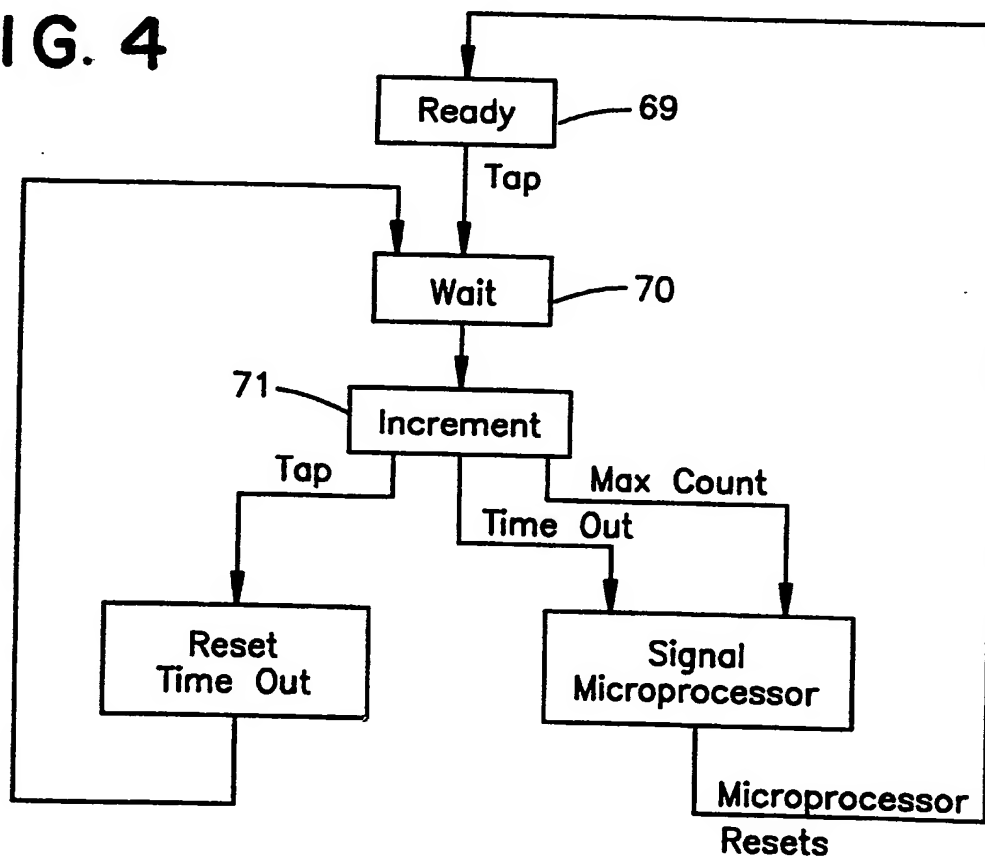 IG. 4
Ready
69
Tap
Wait
70
71
Increment
Tap
Max Count
Time Out
Reset
Time Out
Signal
Microprocessor
Microprocessor
Resets